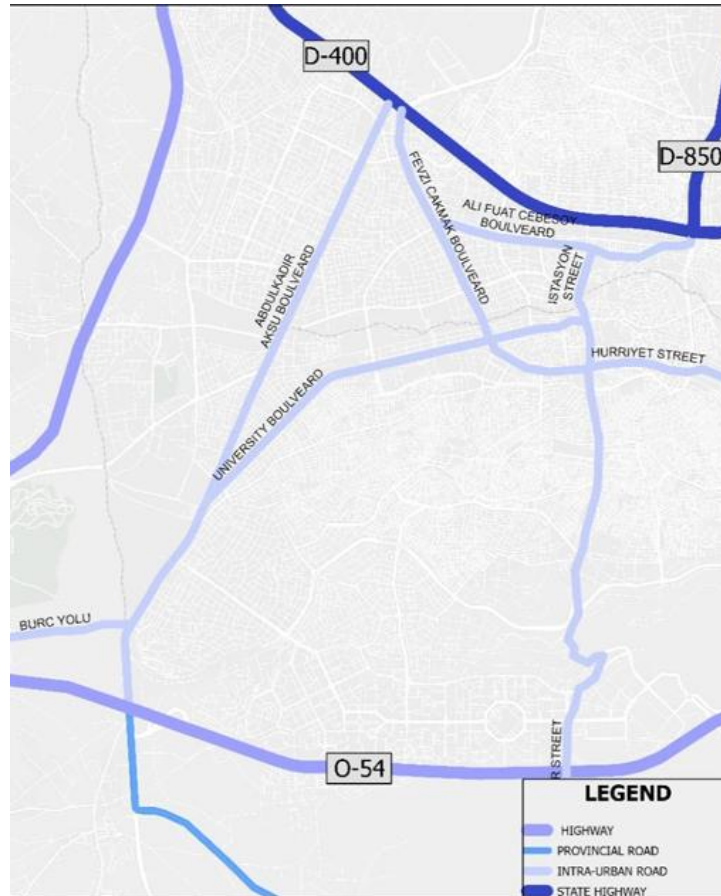 D-400
D-850
FEVZI CAKMAK BOULVEARD
ALI FUAT CEBESOY
BOULVEARD
ISTASYON
STREET
ABDULKADIR
AKSU BOULVEARD
HURRIYET STREET
UNIVERSITY BOULVEARD
BURC YOLU
R STREET
O-54
LEGEND
HIGHWAY
PROVINCIAL ROAD
INTRA-URBAN ROAD
STATE HIGHWAY